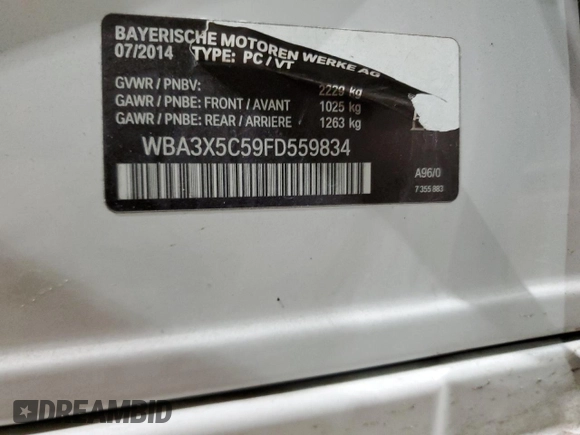 BAYERISCHE MOTOREN WERKE AG
07/2014 TYPE: PC / VT
GVWR / PNBV: 2229 kg
GAWR / PNBE: FRONT / AVANT 1025 kg
GAWR / PNBE: REAR / ARRIERE 1263 kg
WBA3X5C59FD559834
A96/0
7 355 883
DREAMBID